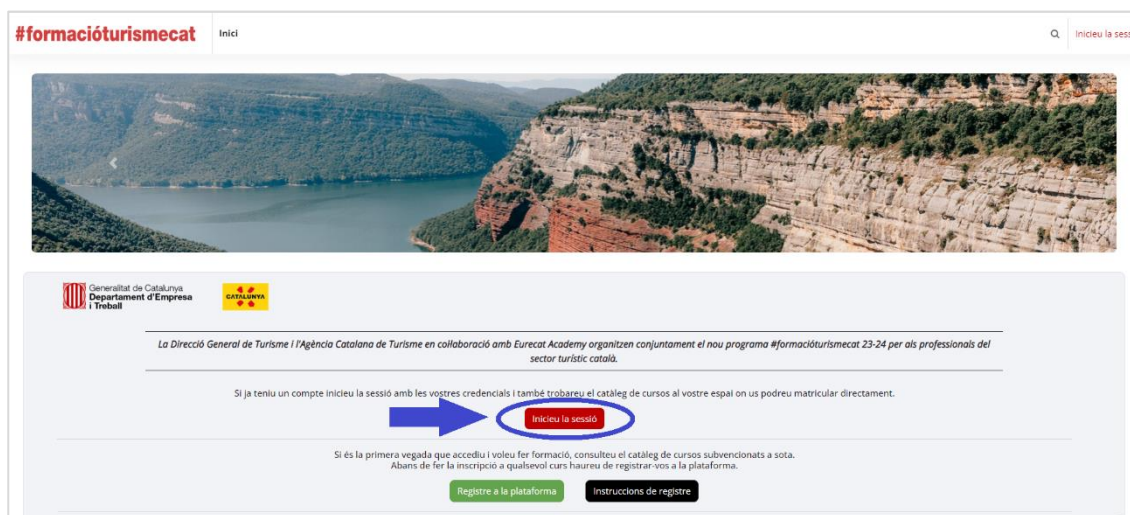 #formacióturismecat
Inici
Inicieu la sess
Generalitat de Catalunya
Departament d'Empresa
i Treball
CATALUNYA
La Direcció General de Turisme i l'Agència Catalana de Turisme en col·laboració amb Eurecat Academy organitzen conjuntament el nou programa #formacióturismecat 23-24 per als professionals del
sector turístic català.
Si ja teniu un compte inicieu la sessió amb les vostres credencials i també trobareu el catàleg de cursos al vostre espai on us podreu matricular directament.
Inicieu la sessió
Si és la primera vegada que accediu i voleu fer formació, consulteu el catàleg de cursos subvencionats a sota.
Abans de fer la inscripció a qualsevol curs haureu de registrar-vos a la plataforma.
Registre a la plataforma
Instruccions de registre